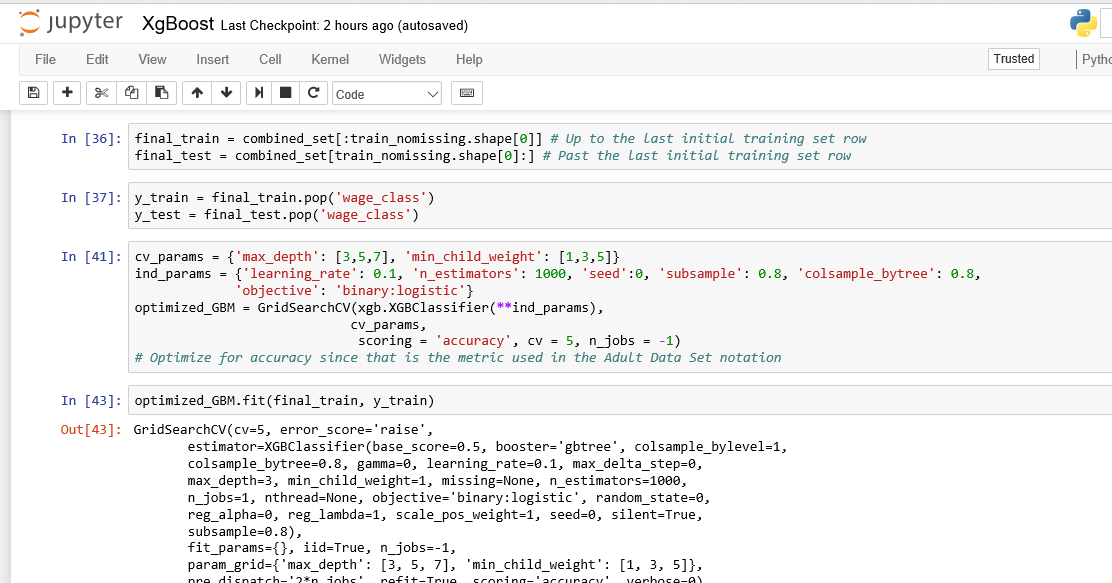 jupyter XgBoost Last Checkpoint: 2 hours ago (autosaved)
File Edit View Insert Cell Kernel Widgets Help Trusted
Code
In [36]: final_train = combined_set[:train_nomissing.shape[0]] # Up to the last initial training set row
final_test = combined_set[train_nomissing.shape[0]:] # Past the last initial training set row
In [37]: y_train = final_train.pop('wage_class')
y_test = final_test.pop('wage_class')
In [41]: cv_params = {'max_depth': [3,5,7], 'min_child_weight': [1,3,5]}
ind_params = {'learning_rate': 0.1, 'n_estimators': 1000, 'seed':0, 'subsample': 0.8, 'colsample_bytree': 0.8,
'objective': 'binary:logistic'}
optimized_GBM = GridSearchCV(xgb.XGBClassifier(**ind_params),
cv_params,
scoring = 'accuracy', cv = 5, n_jobs = -1)
# Optimize for accuracy since that is the metric used in the Adult Data Set notation
In [43]: optimized_GBM.fit(final_train, y_train)
Out[43]: GridSearchCV(cv=5, error_score='raise',
estimator=XGBClassifier(base_score=0.5, booster='gbtree', colsample_bylevel=1,
colsample_bytree=0.8, gamma=0, learning_rate=0.1, max_delta_step=0,
max_depth=3, min_child_weight=1, missing=None, n_estimators=1000,
n_jobs=1, nthread=None, objective='binary:logistic', random_state=0,
reg_alpha=0, reg_lambda=1, scale_pos_weight=1, seed=0, silent=True,
subsample=0.8),
fit_params={}, iid=True, n_jobs=-1,
param_grid={'max_depth': [3, 5, 7], 'min_child_weight': [1, 3, 5]},
pre_dispatch='2*n_jobs', refit=True, scoring='accuracy', verbose=0)